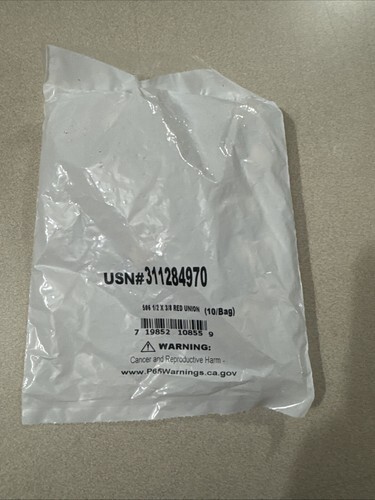 USN#311284970
586 1/2 X 3/8 RED UNION (10/Bag)
7 19852 10855 9
WARNING:
Cancer and Reproductive Harm -
www.P65Warnings.ca.gov